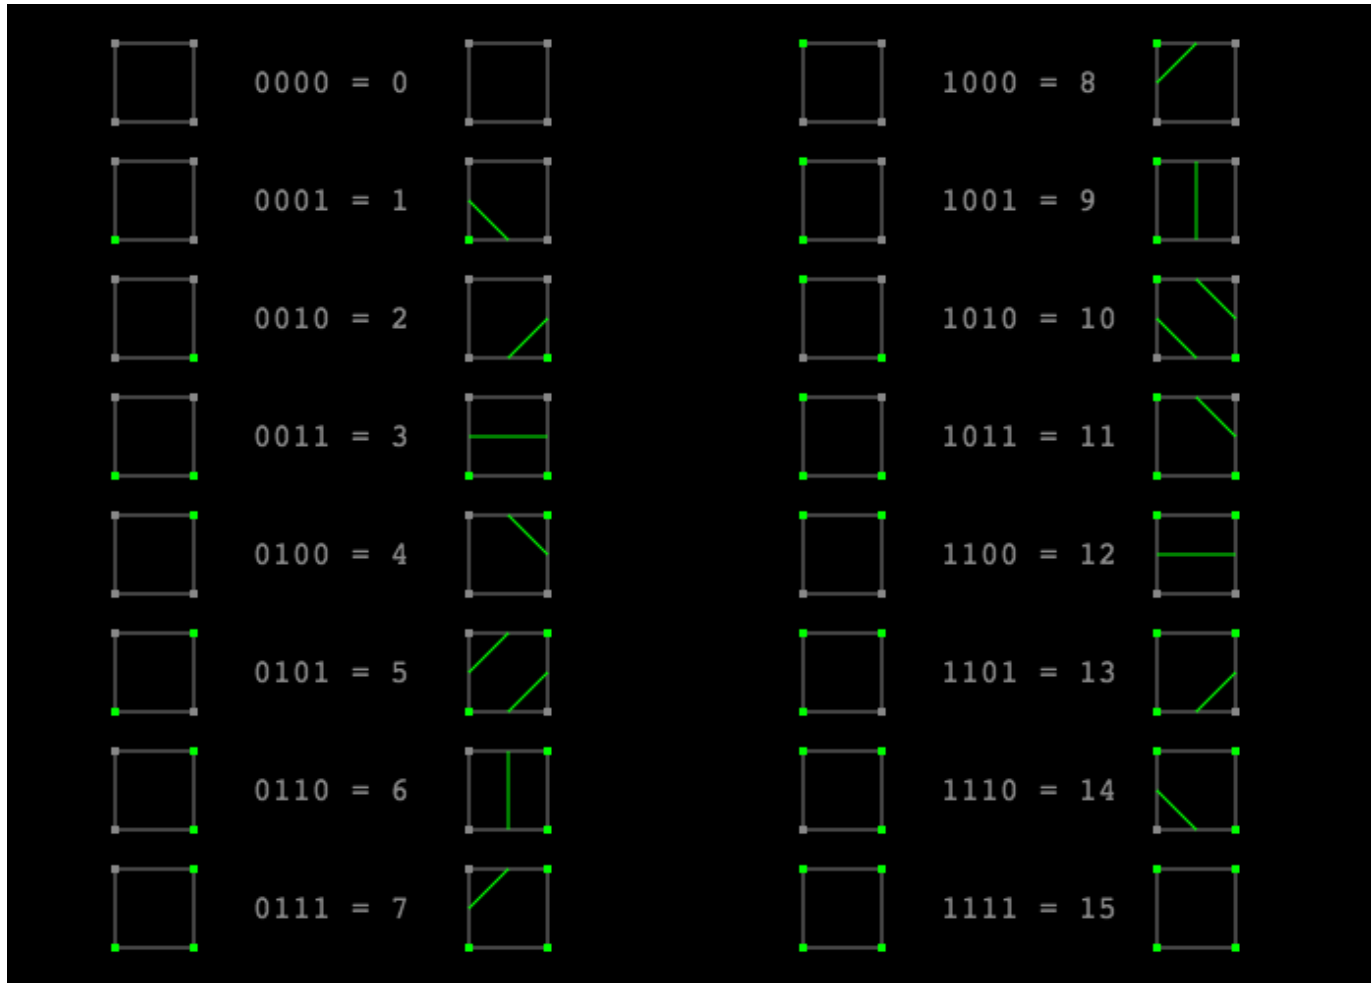 0000 = 0
1000 = 8
0001 = 1
1001 = 9
0010 = 2
1010 = 10
0011 = 3
1011 = 11
0100 = 4
1100 = 12
0101 = 5
1101 = 13
0110 = 6
1110 = 14
0111 = 7
1111 = 15